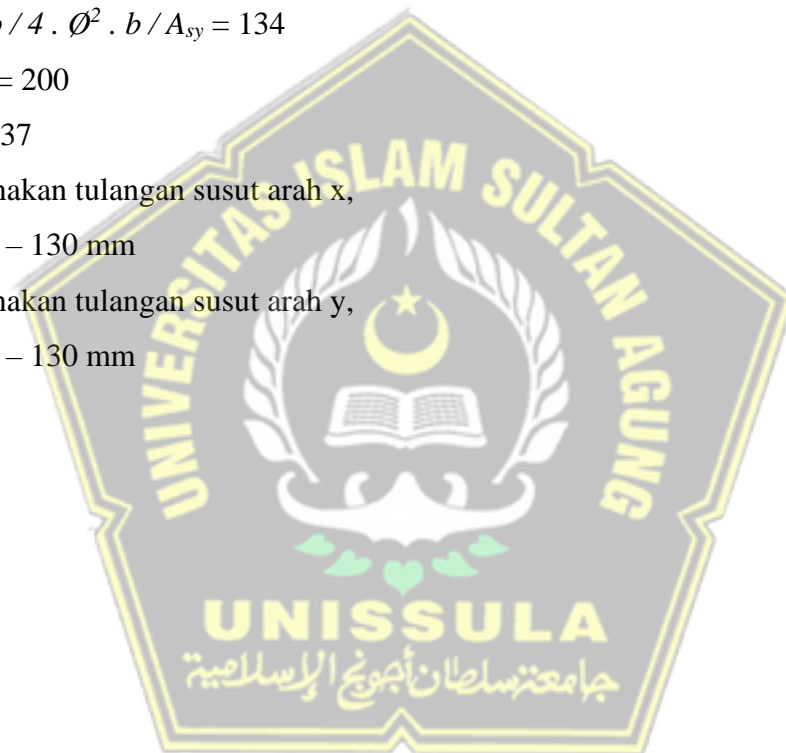 / 4 . Ø² . b / Asy = 134
= 200
37
nakan tulangan susut arah x,
– 130 mm
nakan tulangan susut arah y,
– 130 mm
UNIVERSITAS ISLAM SULTAN AGUNG
UNISSULA
جامعة سلطان أجونج الإسلامية